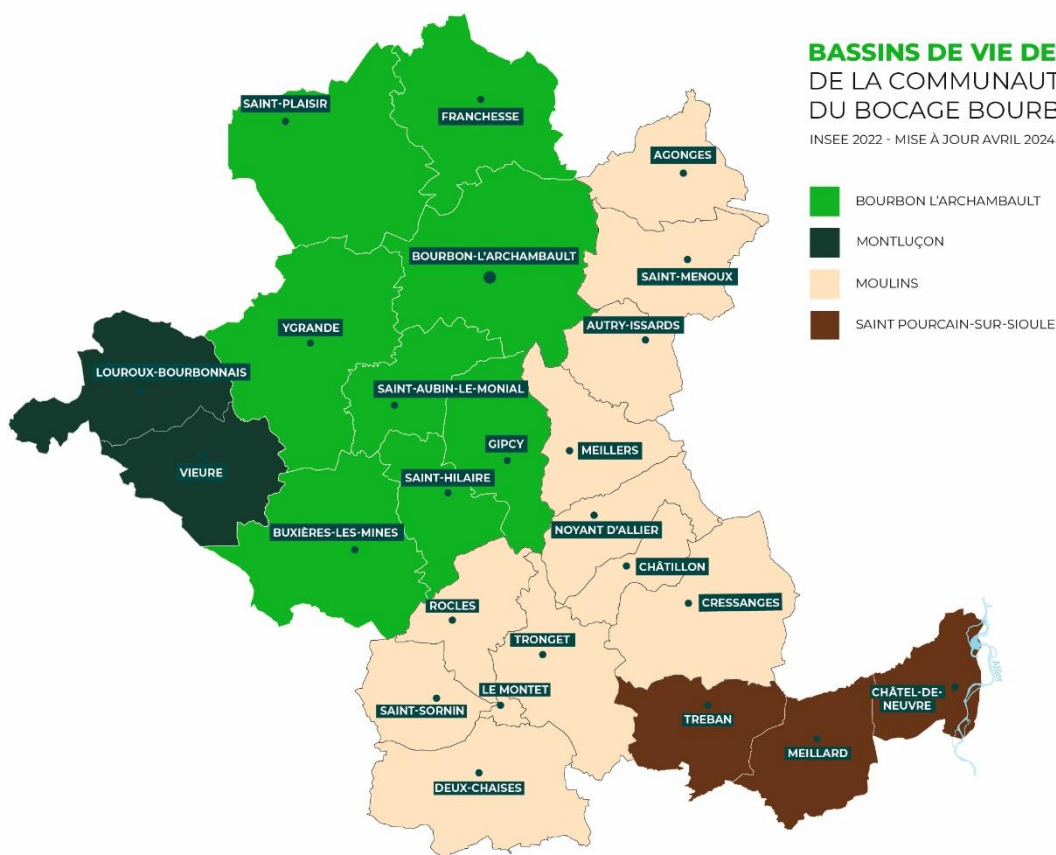 BASSINS DE VIE DE
DE LA COMMUNAUT
DU BOCAGE BOURB
INSEE 2022 - MISE À JOUR AVRIL 2024
BOURBON L'ARCHAMBAULT
MONTLUÇON
MOULINS
SAINT POURCAIN-SUR-SIOULE
SAINT-PLAISIR
FRANCHESSE
AGONGES
BOURBON-L'ARCHAMBAULT
SAINT-MENOUX
YGRANDE
AUTRY-ISSARDS
LOUROUX-BOURBONNAIS
SAINT-AUBIN-LE-MONIAL
GIPCY
MEILLERS
VIEURE
SAINT-HILAIRE
BUXIÈRES-LES-MINES
NOYANT D'ALLIER
CHÂTILLON
ROCLES
CRESSANGES
TRONGET
LE MONTET
SAINT-SORNIN
TREBAN
CHÂTEL-DE-
NEUVRE
MEILLARD
DEUX-CHAISES
Allier